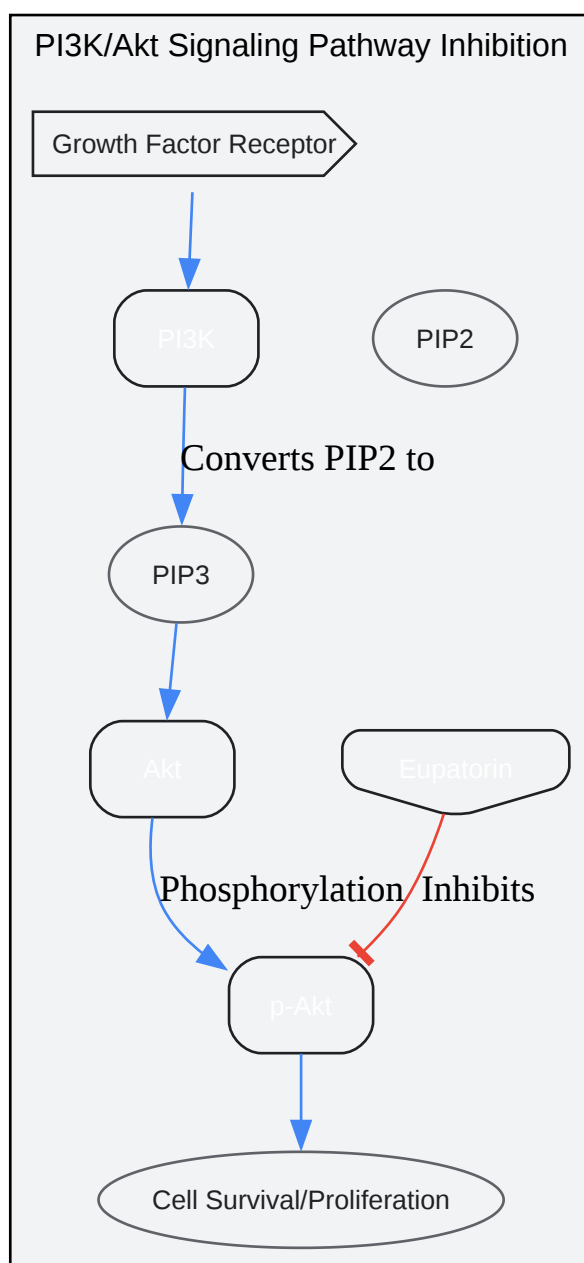 PI3K/Akt Signaling Pathway Inhibition
Growth Factor Receptor
PI3K
PIP2
Converts PIP2 to
PIP3
Akt
Eupatorin
Phosphorylation
Inhibits
p-Akt
Cell Survival/Proliferation